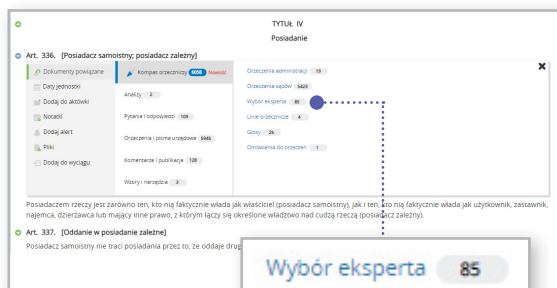 TYTUŁ IV
Posiadanie
Art. 336. [Posiadacz samoistny; posiadacz zależny]
Dokumenty powiązane
Daty jednostki
Dodaj do aktówki
Notatki
Dodaj alert
Pliki
Dodaj do wyciągu
Kompas orzeczniczy 6058 Nowość
Analizy 2
Pytania i odpowiedzi 109
Orzeczenia i pisma urzędowe 5945
Komentarze i publikacje 128
Wzory i narzędzia 3
Orzeczenia administracji 19
Orzeczenia sądów 5423
Wybór eksperta 85
Linie orzecznicze 4
Glosy 26
Omówienia do orzeczeń 1
Posiadaczem rzeczy jest zarówno ten, kto nią faktycznie włada jak właściciel (posiadacz samoistny), jak i ten, kto nią faktycznie włada jak użytkownik, zastawnik,
najemca, dzierżawca lub mający inne prawo, z którym łączy się określone władztwo nad cudzą rzeczą (posiadacz zależny).
Art. 337. [Oddanie w posiadanie zależne]
Posiadacz samoistny nie traci posiadania przez to, że oddaje drug
Wybór eksperta 85